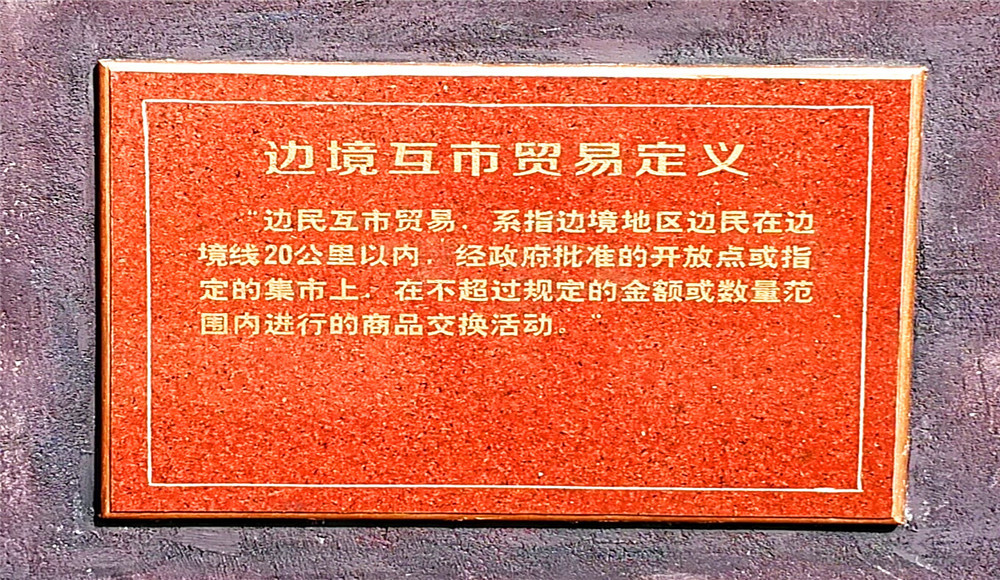 边境互市贸易定义
“边民互市贸易，系指边境地区边民在边
境线20公里以内，经政府批准的开放点或指
定的集市上，在不超过规定的金额或数量范
围内进行的商品交换活动。”